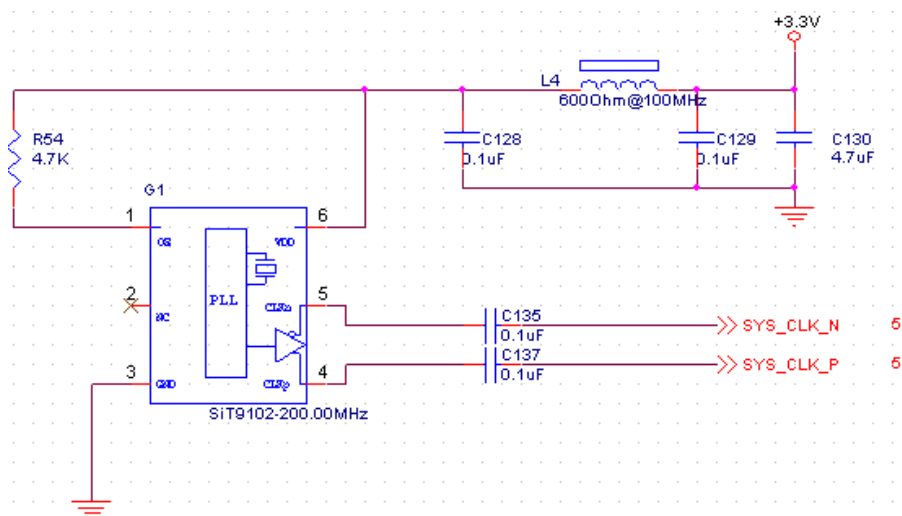 +3.3V
L4
600Ohm@100MHz
R54
4.7K
C128
0.1uF
C129
0.1uF
C130
4.7uF
G1
1
6
OE
VDD
2
NC
PLL
CLKn
5
C135
0.1uF
SYS_CLK_N
5
C137
0.1uF
SYS_CLK_P
5
3
GND
CLKp
4
SiT9102-200.00MHz